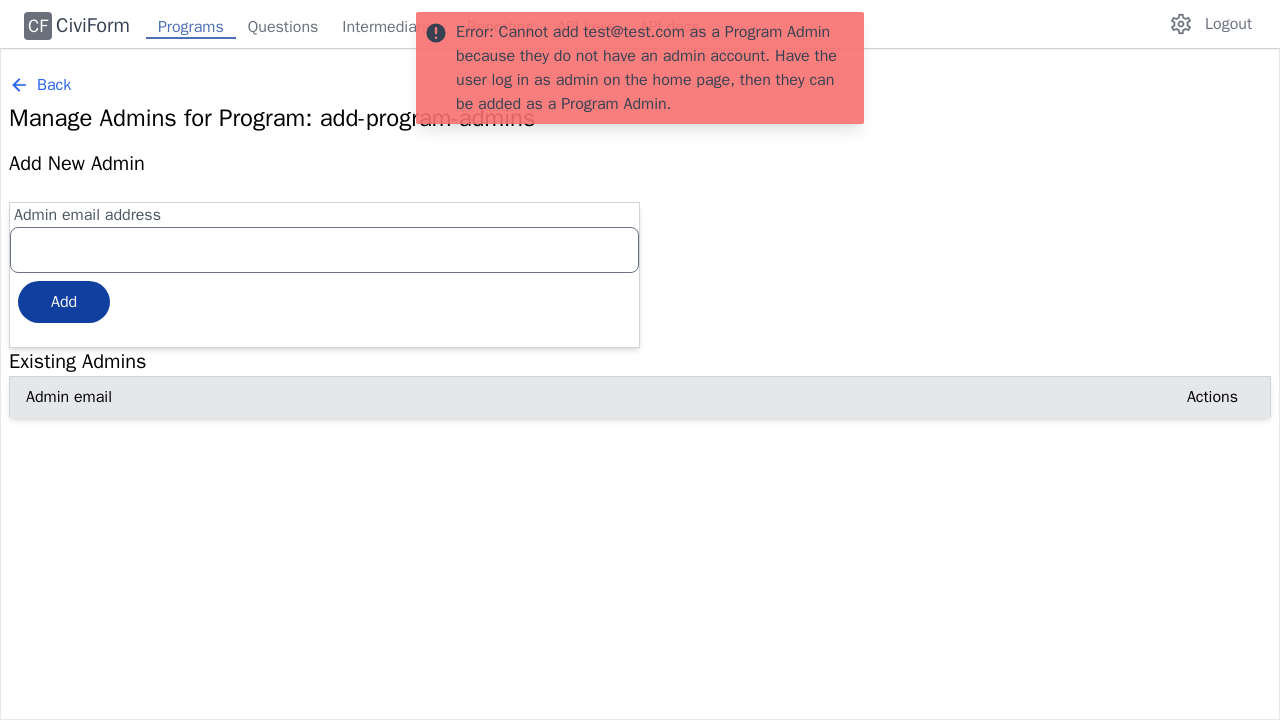 CF CiviForm Programs Questions Logout
Error: Cannot add test@test.com as a Program Admin
because they do not have an admin account. Have the
user log in as admin on the home page, then they can
be added as a Program Admin.
Back
Manage Admins for Program: add-program-admins
Add New Admin
Admin email address
Add
Existing Admins
Admin email Actions